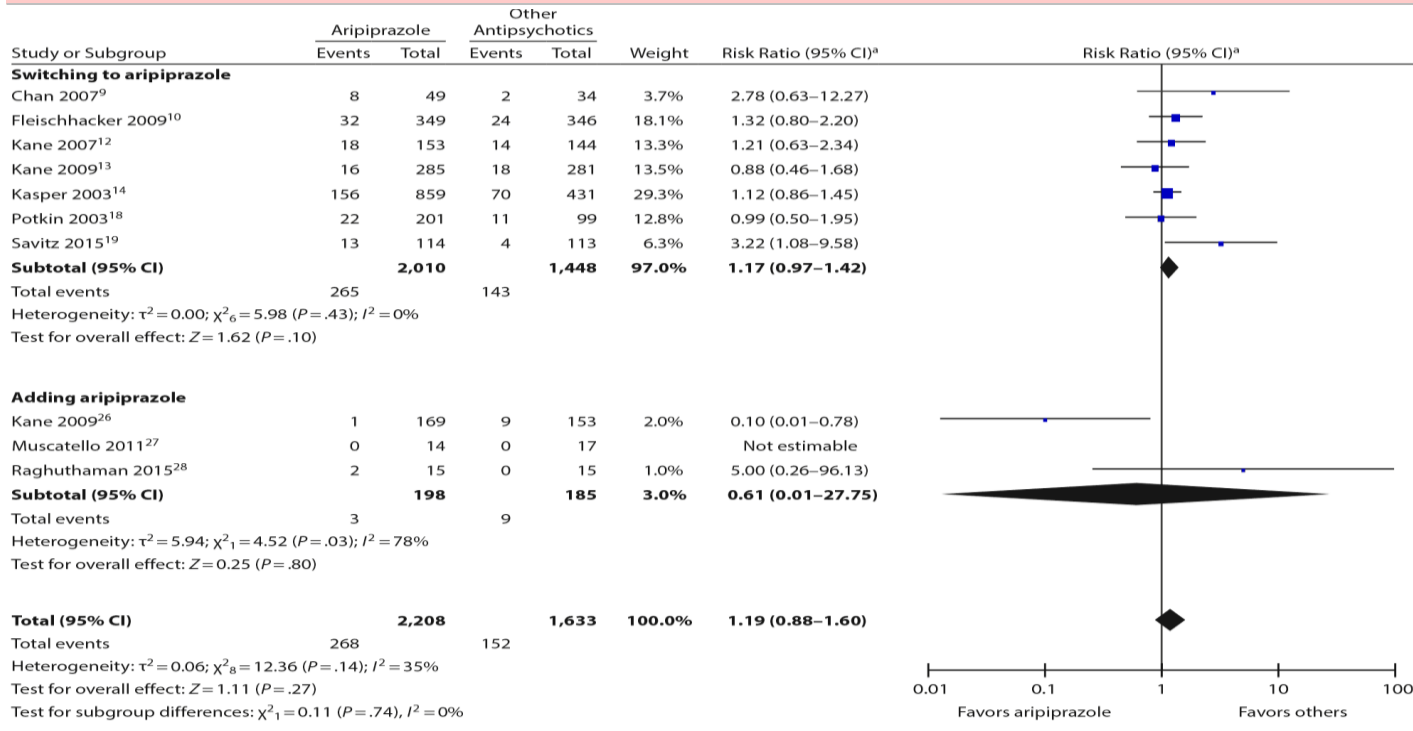 Other
Aripiprazole Antipsychotics
Study or Subgroup Events Total Events Total Weight Risk Ratio (95% CI)ᵃ Risk Ratio (95% CI)ᵃ
Switching to aripiprazole
Chan 2007⁹ 8 49 2 34 3.7% 2.78 (0.63–12.27)
Fleischhacker 2009¹⁰ 32 349 24 346 18.1% 1.32 (0.80–2.20)
Kane 2007¹² 18 153 14 144 13.3% 1.21 (0.63–2.34)
Kane 2009¹³ 16 285 18 281 13.5% 0.88 (0.46–1.68)
Kasper 2003¹⁴ 156 859 70 431 29.3% 1.12 (0.86–1.45)
Potkin 2003¹⁸ 22 201 11 99 12.8% 0.99 (0.50–1.95)
Savitz 2015¹⁹ 13 114 4 113 6.3% 3.22 (1.08–9.58)
Subtotal (95% CI) 2,010 1,448 97.0% 1.17 (0.97–1.42)
Total events 265 143
Heterogeneity: τ² = 0.00; χ²₆ = 5.98 (P = .43); I² = 0%
Test for overall effect: Z = 1.62 (P = .10)
Adding aripiprazole
Kane 2009²⁶ 1 169 9 153 2.0% 0.10 (0.01–0.78)
Muscatello 2011²⁷ 0 14 0 17 Not estimable
Raghuthaman 2015²⁸ 2 15 0 15 1.0% 5.00 (0.26–96.13)
Subtotal (95% CI) 198 185 3.0% 0.61 (0.01–27.75)
Total events 3 9
Heterogeneity: τ² = 5.94; χ²₁ = 4.52 (P = .03); I² = 78%
Test for overall effect: Z = 0.25 (P = .80)
Total (95% CI) 2,208 1,633 100.0% 1.19 (0.88–1.60)
Total events 268 152
Heterogeneity: τ² = 0.06; χ²₈ = 12.36 (P = .14); I² = 35%
Test for overall effect: Z = 1.11 (P = .27)
Test for subgroup differences: χ²₁ = 0.11 (P = .74), I² = 0%
0.01 0.1 1 10 100
Favors aripiprazole Favors others